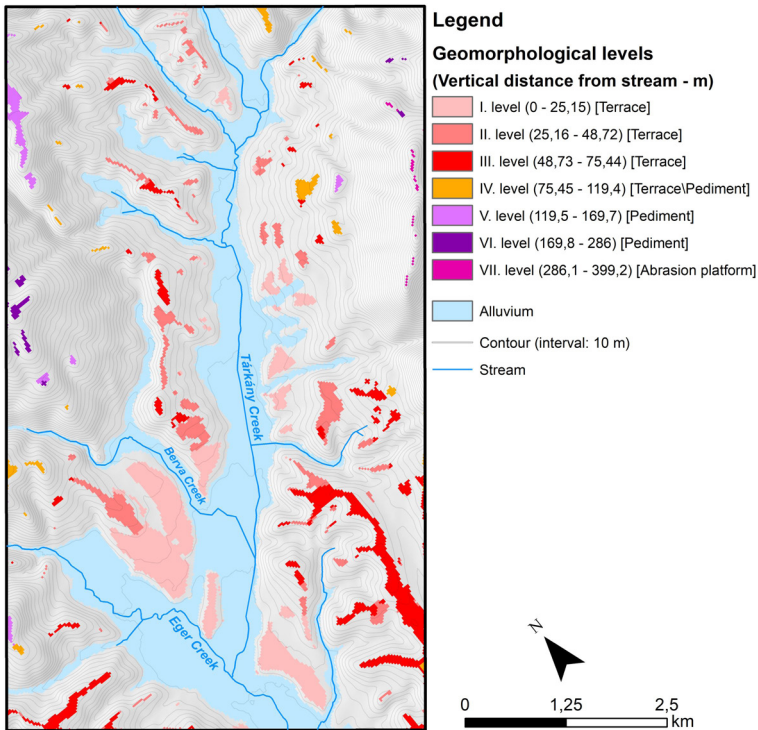 Legend
Geomorphological levels
(Vertical distance from stream - m)
I. level (0 - 25,15) [Terrace]
II. level (25,16 - 48,72) [Terrace]
III. level (48,73 - 75,44) [Terrace]
IV. level (75,45 - 119,4) [Terrace\Pediment]
V. level (119,5 - 169,7) [Pediment]
VI. level (169,8 - 286) [Pediment]
VII. level (286,1 - 399,2) [Abrasion platform]
Alluvium
Contour (interval: 10 m)
Stream
Tárkány Creek
Berva Creek
Eger Creek
N
0 1,25 2,5
km